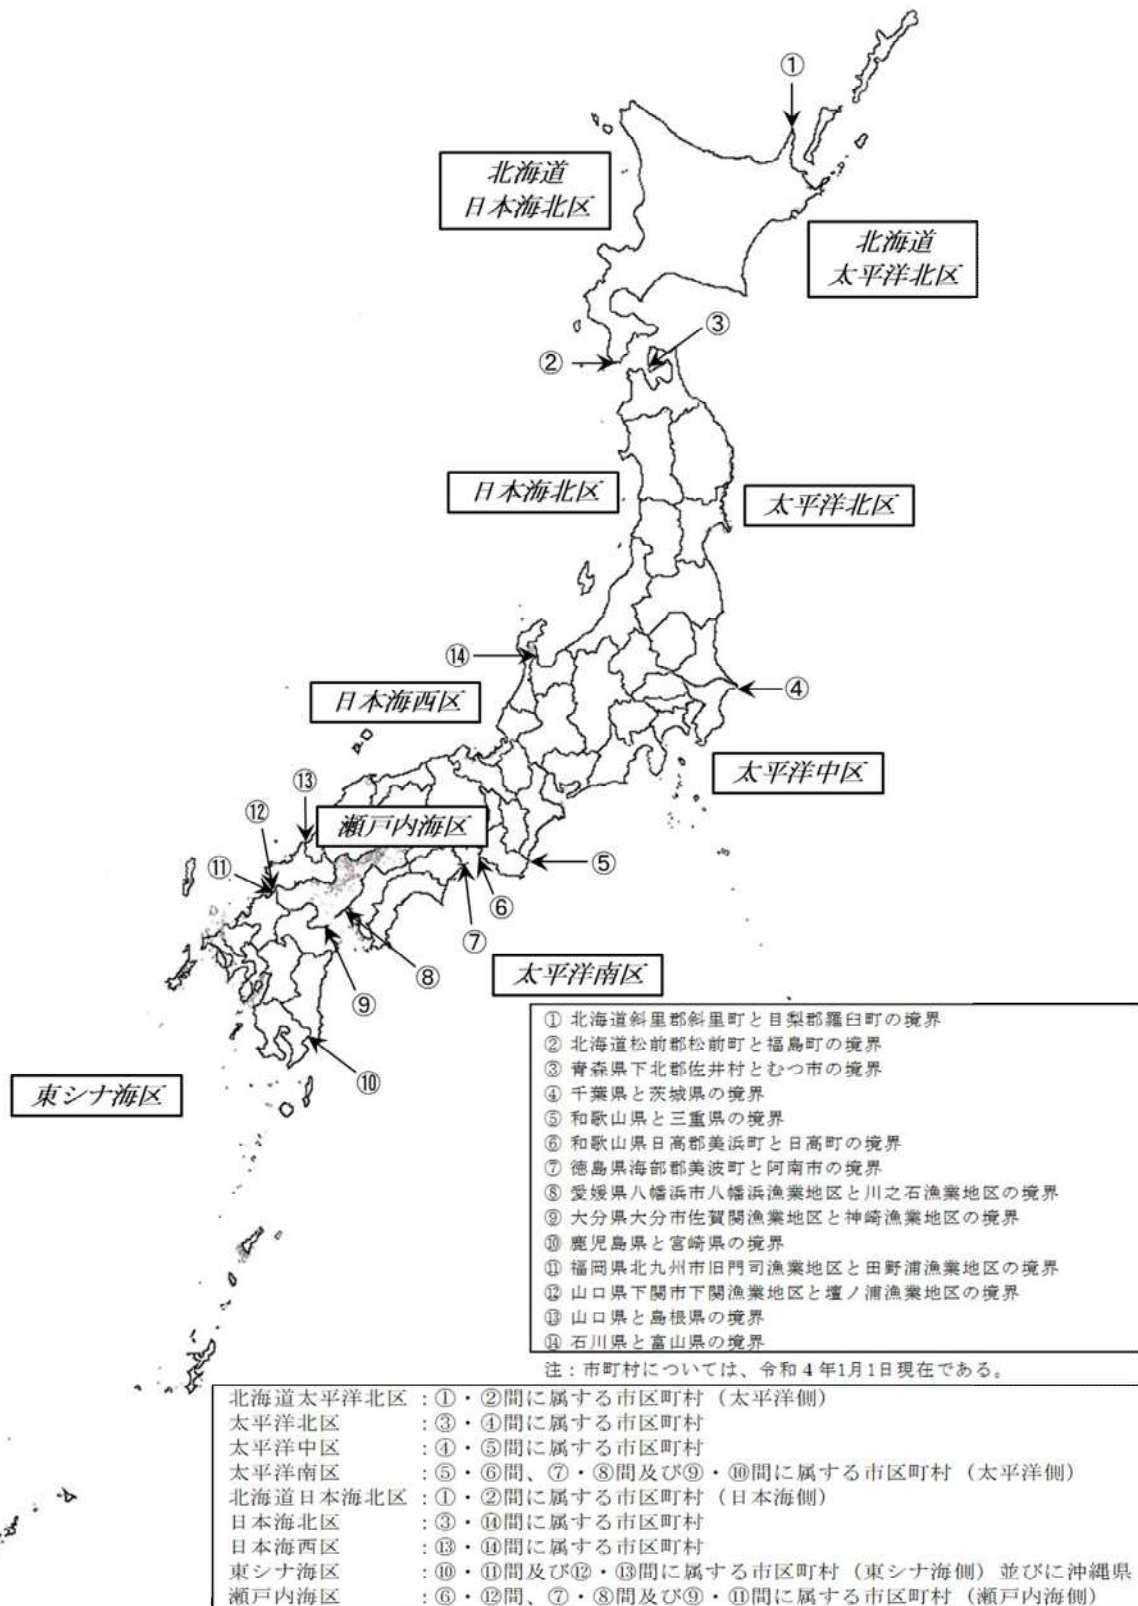 ①
北海道
日本海北区
北海道
太平洋北区
③
②
日本海北区
太平洋北区
⑭
④
日本海西区
太平洋中区
⑬
⑫
瀬戸内海区
⑪
⑤
⑥
⑦
⑧
太平洋南区
⑨
⑩
東シナ海区
① 北海道斜里郡斜里町と目梨郡羅臼町の境界
② 北海道松前郡松前町と福島町の境界
③ 青森県下北郡佐井村とむつ市の境界
④ 千葉県と茨城県の境界
⑤ 和歌山県と三重県の境界
⑥ 和歌山県日高郡美浜町と日高町の境界
⑦ 徳島県海部郡美波町と阿南市の境界
⑧ 愛媛県八幡浜市八幡浜漁業地区と川之石漁業地区の境界
⑨ 大分県大分市佐賀関漁業地区と神崎漁業地区の境界
⑩ 鹿児島県と宮崎県の境界
⑪ 福岡県北九州市旧門司漁業地区と田野浦漁業地区の境界
⑫ 山口県下関市下関漁業地区と壇ノ浦漁業地区の境界
⑬ 山口県と島根県の境界
⑭ 石川県と富山県の境界
注：市町村については、令和４年1月1日現在である。
北海道太平洋北区：①・②間に属する市区町村（太平洋側）
太平洋北区：③・④間に属する市区町村
太平洋中区：④・⑤間に属する市区町村
太平洋南区：⑤・⑥間、⑦・⑧間及び⑨・⑩間に属する市区町村（太平洋側）
北海道日本海北区：①・②間に属する市区町村（日本海側）
日本海北区：③・⑭間に属する市区町村
日本海西区：⑬・⑭間に属する市区町村
東シナ海区：⑩・⑪間及び⑫・⑬間に属する市区町村（東シナ海側）並びに沖縄県
瀬戸内海区：⑥・⑫間、⑦・⑧間及び⑨・⑪間に属する市区町村（瀬戸内海側）